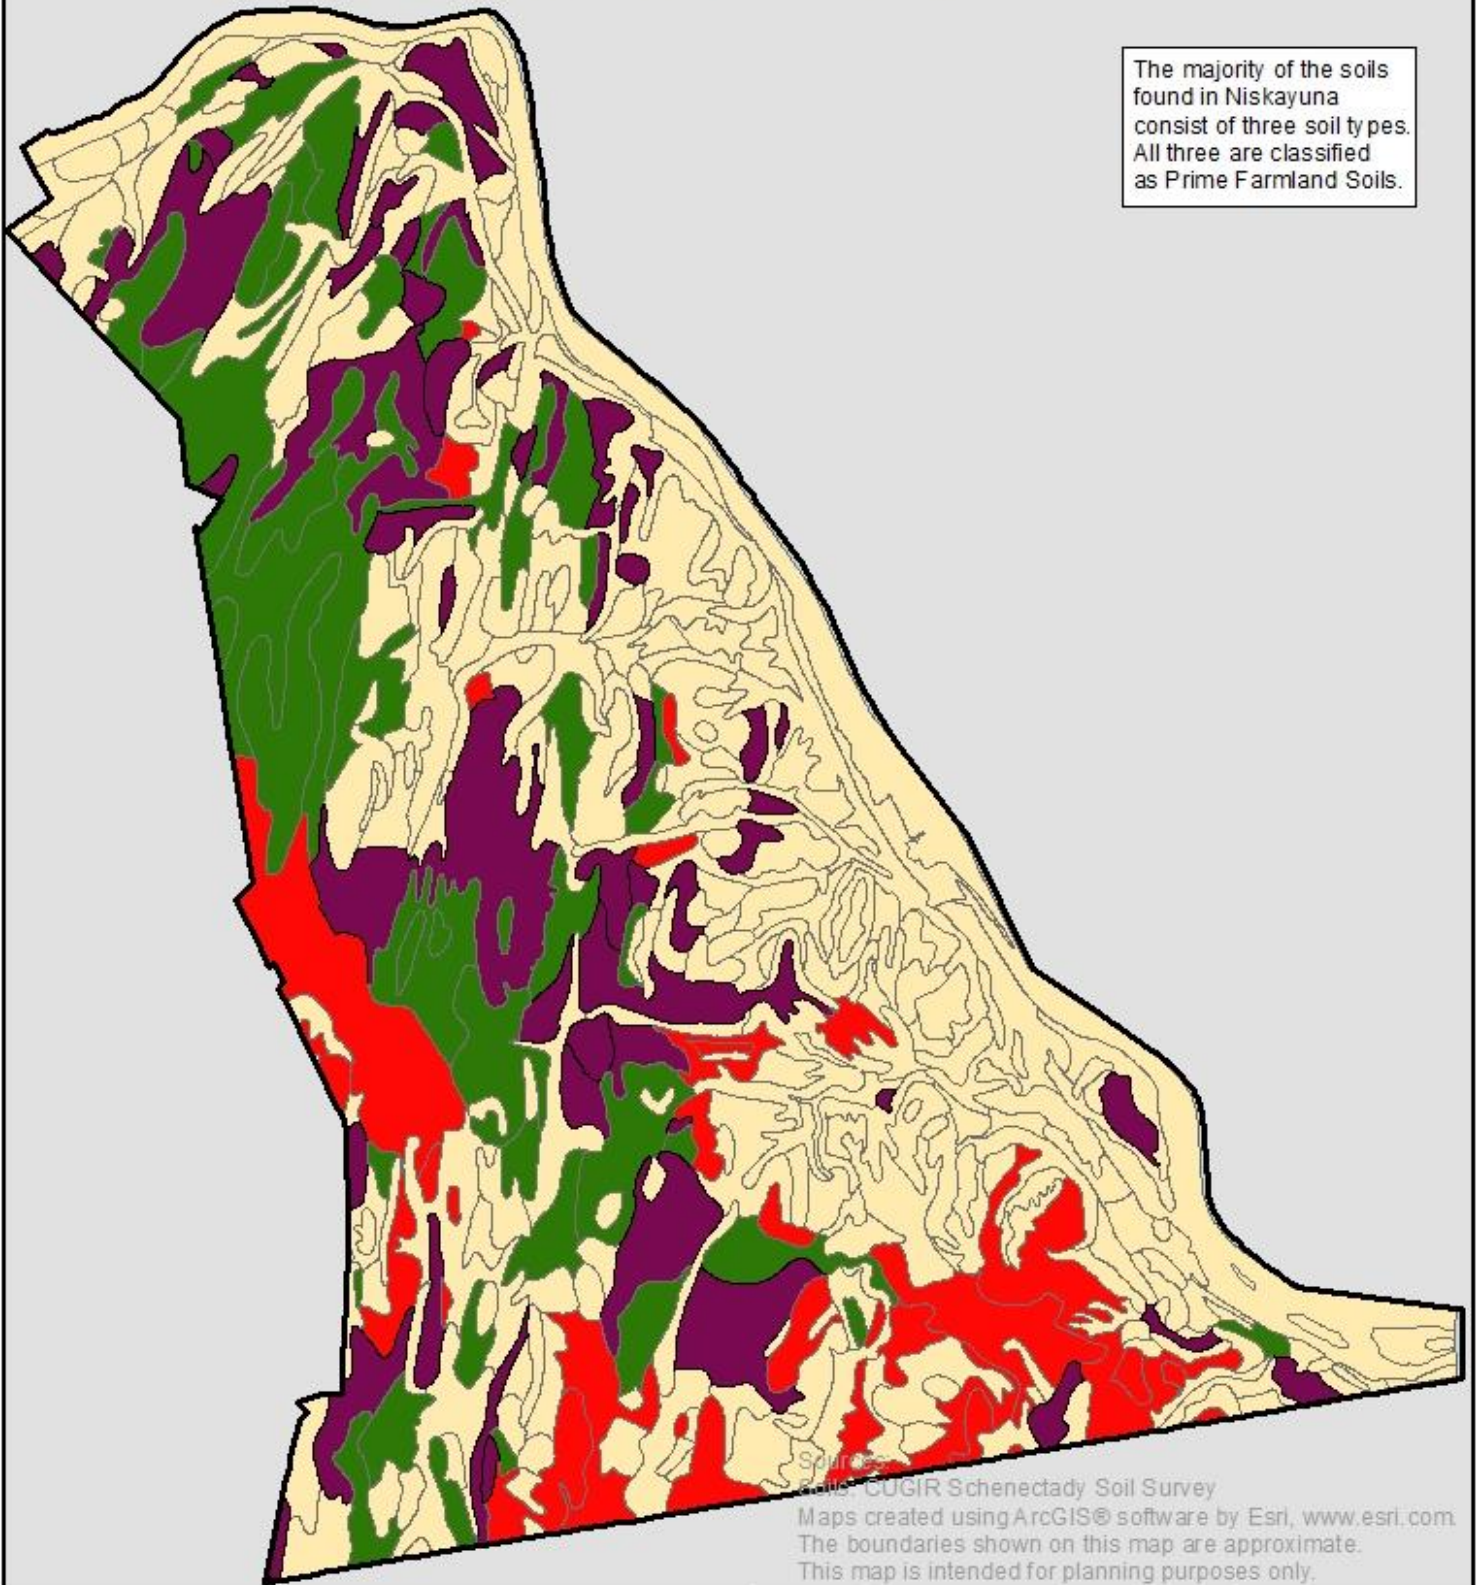 The majority of the soils
found in Niskayuna
consist of three soil types.
All three are classified
as Prime Farmland Soils.
Sources:
Soils: CUGIR Schenectady Soil Survey
Maps created using ArcGIS® software by Esri, www.esri.com.
The boundaries shown on this map are approximate.
This map is intended for planning purposes only.